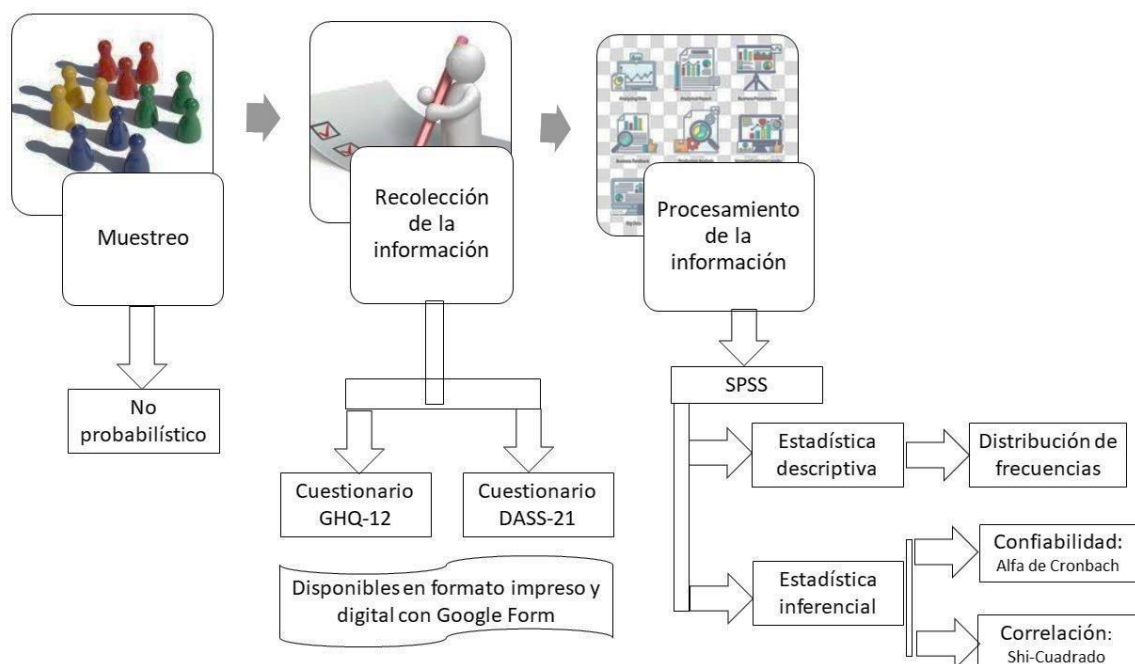 Muestreo
Recolección
de la
información
Procesamiento
de la
información
No
probabilístico
Cuestionario
GHQ-12
Cuestionario
DASS-21
Disponibles en formato impreso y
digital con Google Form
SPSS
Estadística
descriptiva
Distribución de
frecuencias
Estadística
inferencial
Confiabilidad:
Alfa de Cronbach
Correlación:
Shi-Cuadrado